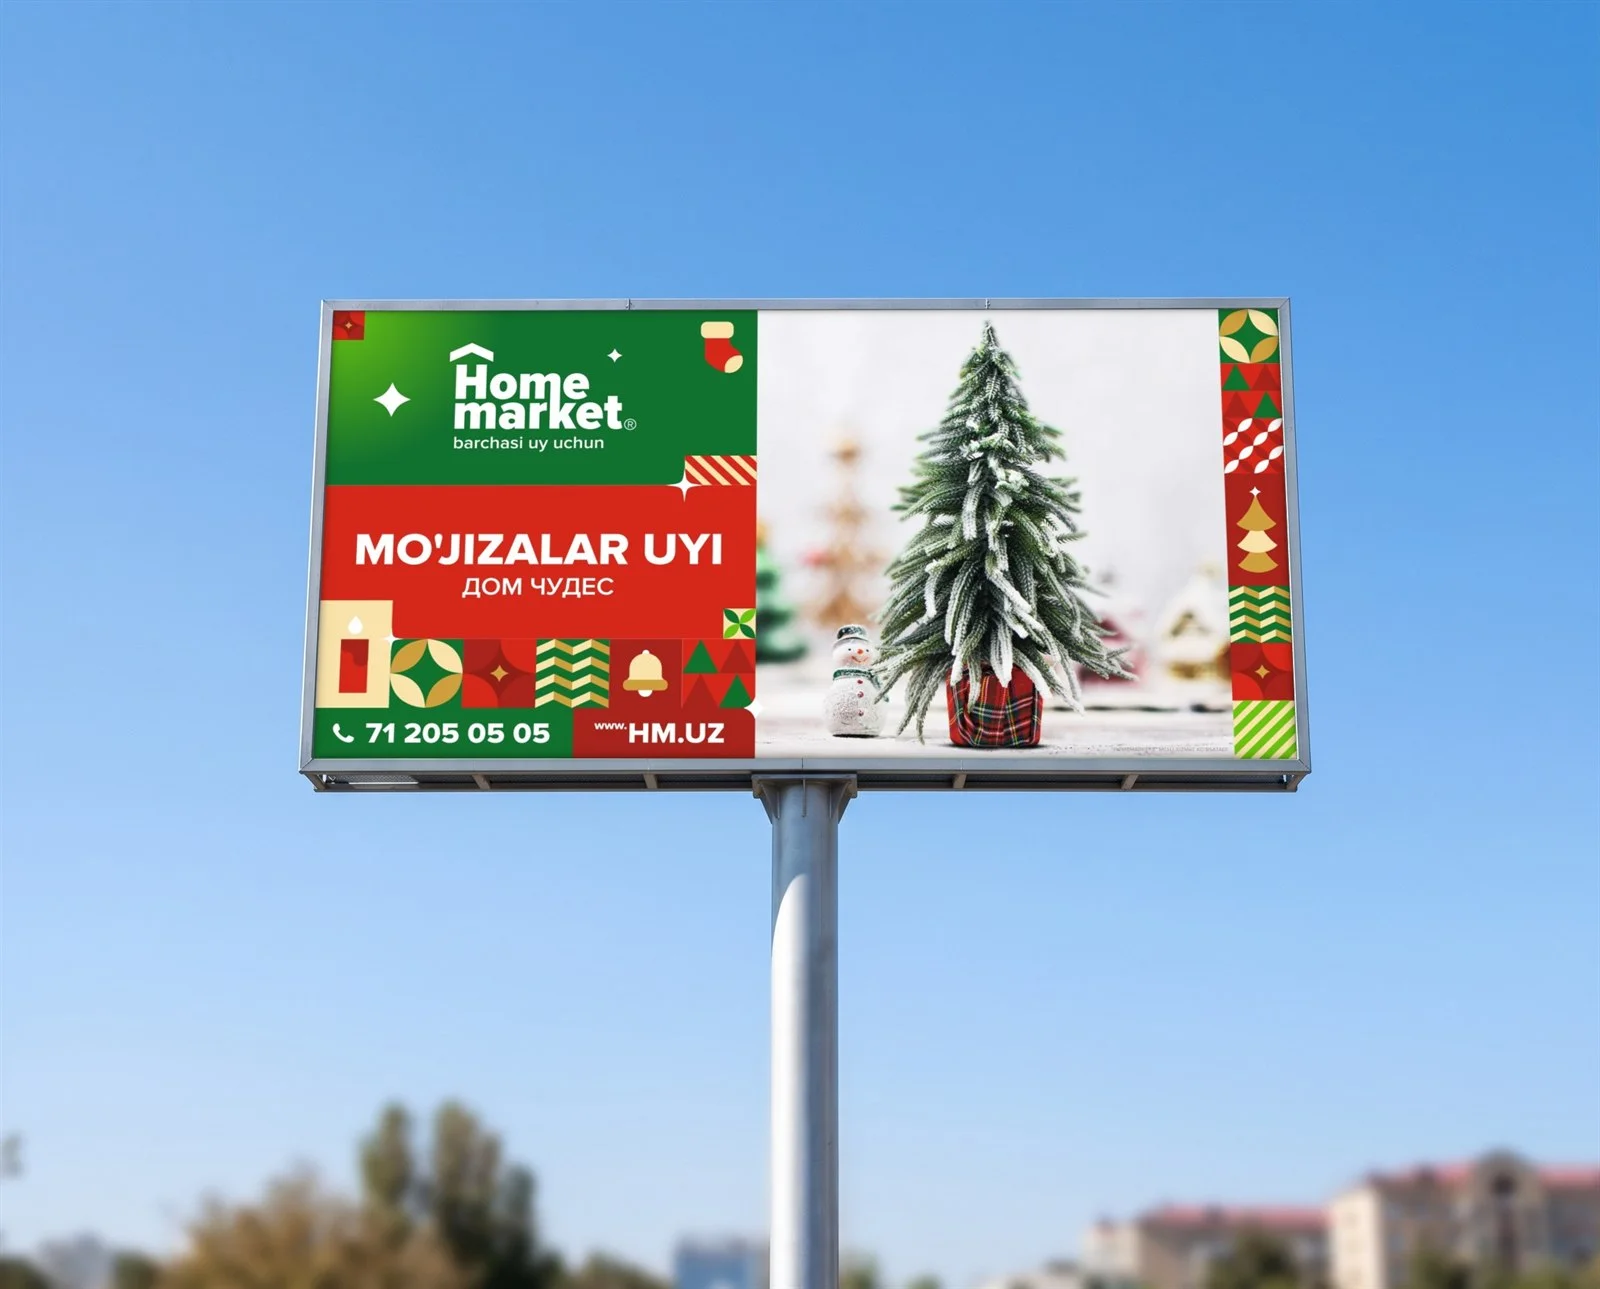 Home
market®
barchasi uy uchun
MO'JIZALAR UYI
ДОМ ЧУДЕС
71 205 05 05
www.HM.UZ